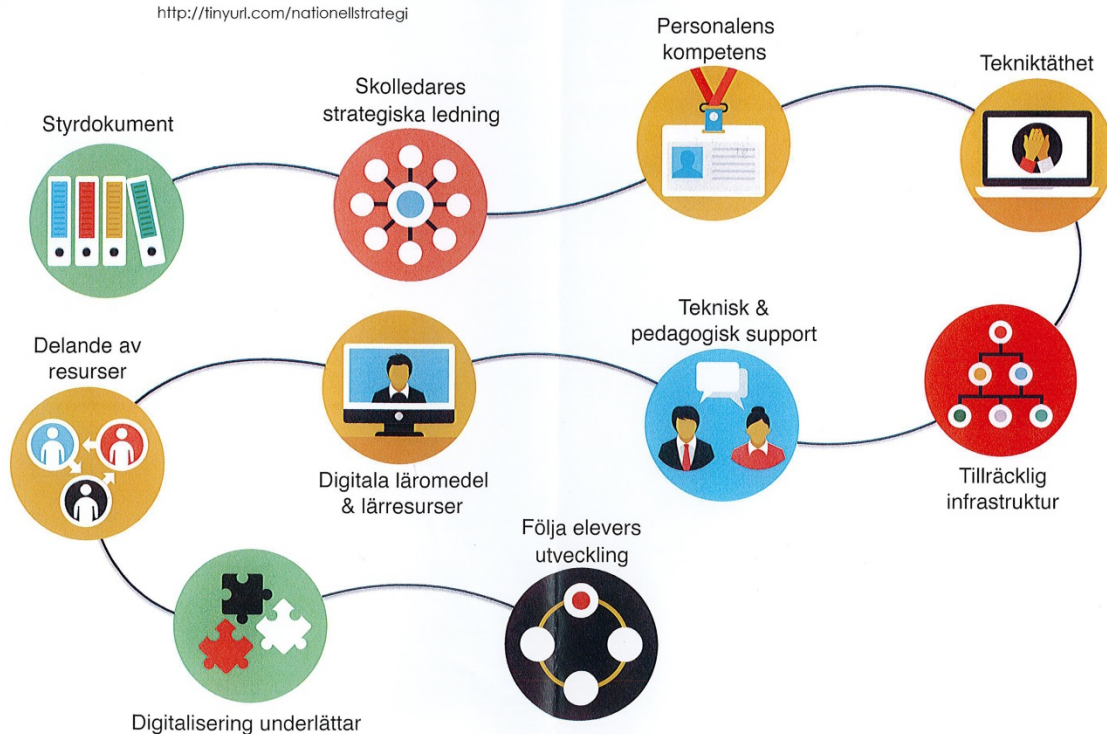 http://tinyurl.com/nationellstrategi
Styrdokument
Skolledares
strategiska ledning
Personalens
kompetens
Tekniktäthet
Tillräcklig
infrastruktur
Teknisk &
pedagogisk support
Digitala läromedel
& lärresurser
Delande av
resurser
Digitalisering underlättar
Följa elevers
utveckling